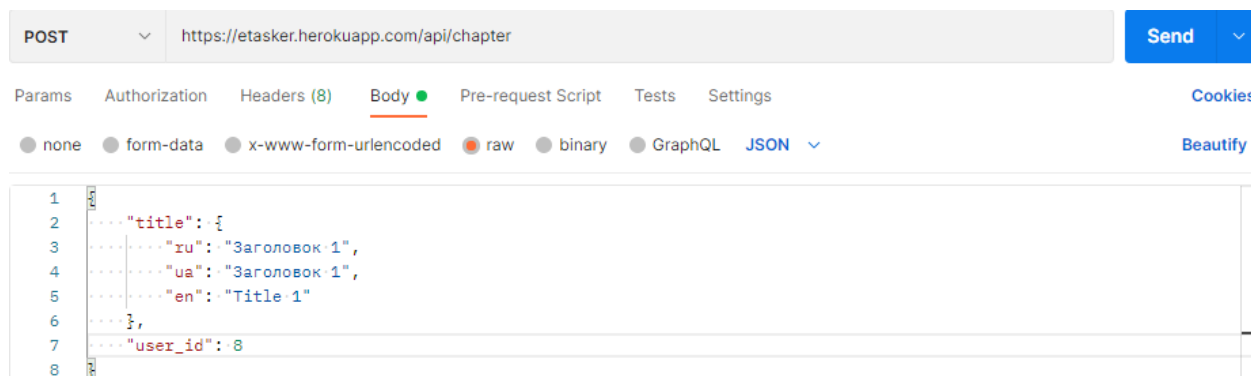 POST https://etasker.herokuapp.com/api/chapter Send
Params Authorization Headers (8) Body Pre-request Script Tests Settings Cookies
none form-data x-www-form-urlencoded raw binary GraphQL JSON Beautify
1 {
2 "title": {
3 "ru": "Заголовок 1",
4 "ua": "Заголовок 1",
5 "en": "Title 1"
6 },
7 "user_id": 8
8 }